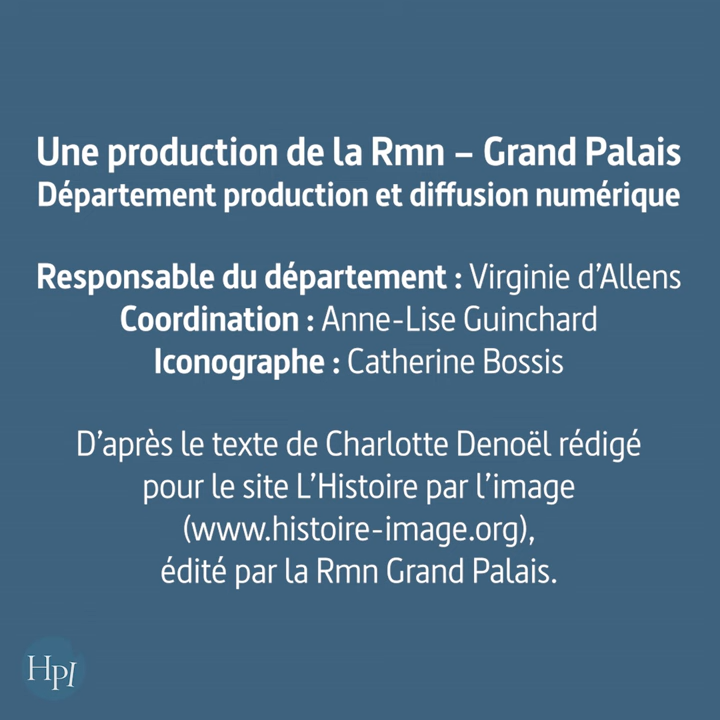 Une production de la Rmn – Grand Palais
Département production et diffusion numérique
Responsable du département : Virginie d’Allens
Coordination : Anne-Lise Guinchard
Iconographe : Catherine Bossis
D’après le texte de Charlotte Denoël rédigé
pour le site L’Histoire par l’image
(www.histoire-image.org),
édité par la Rmn Grand Palais.
HPI